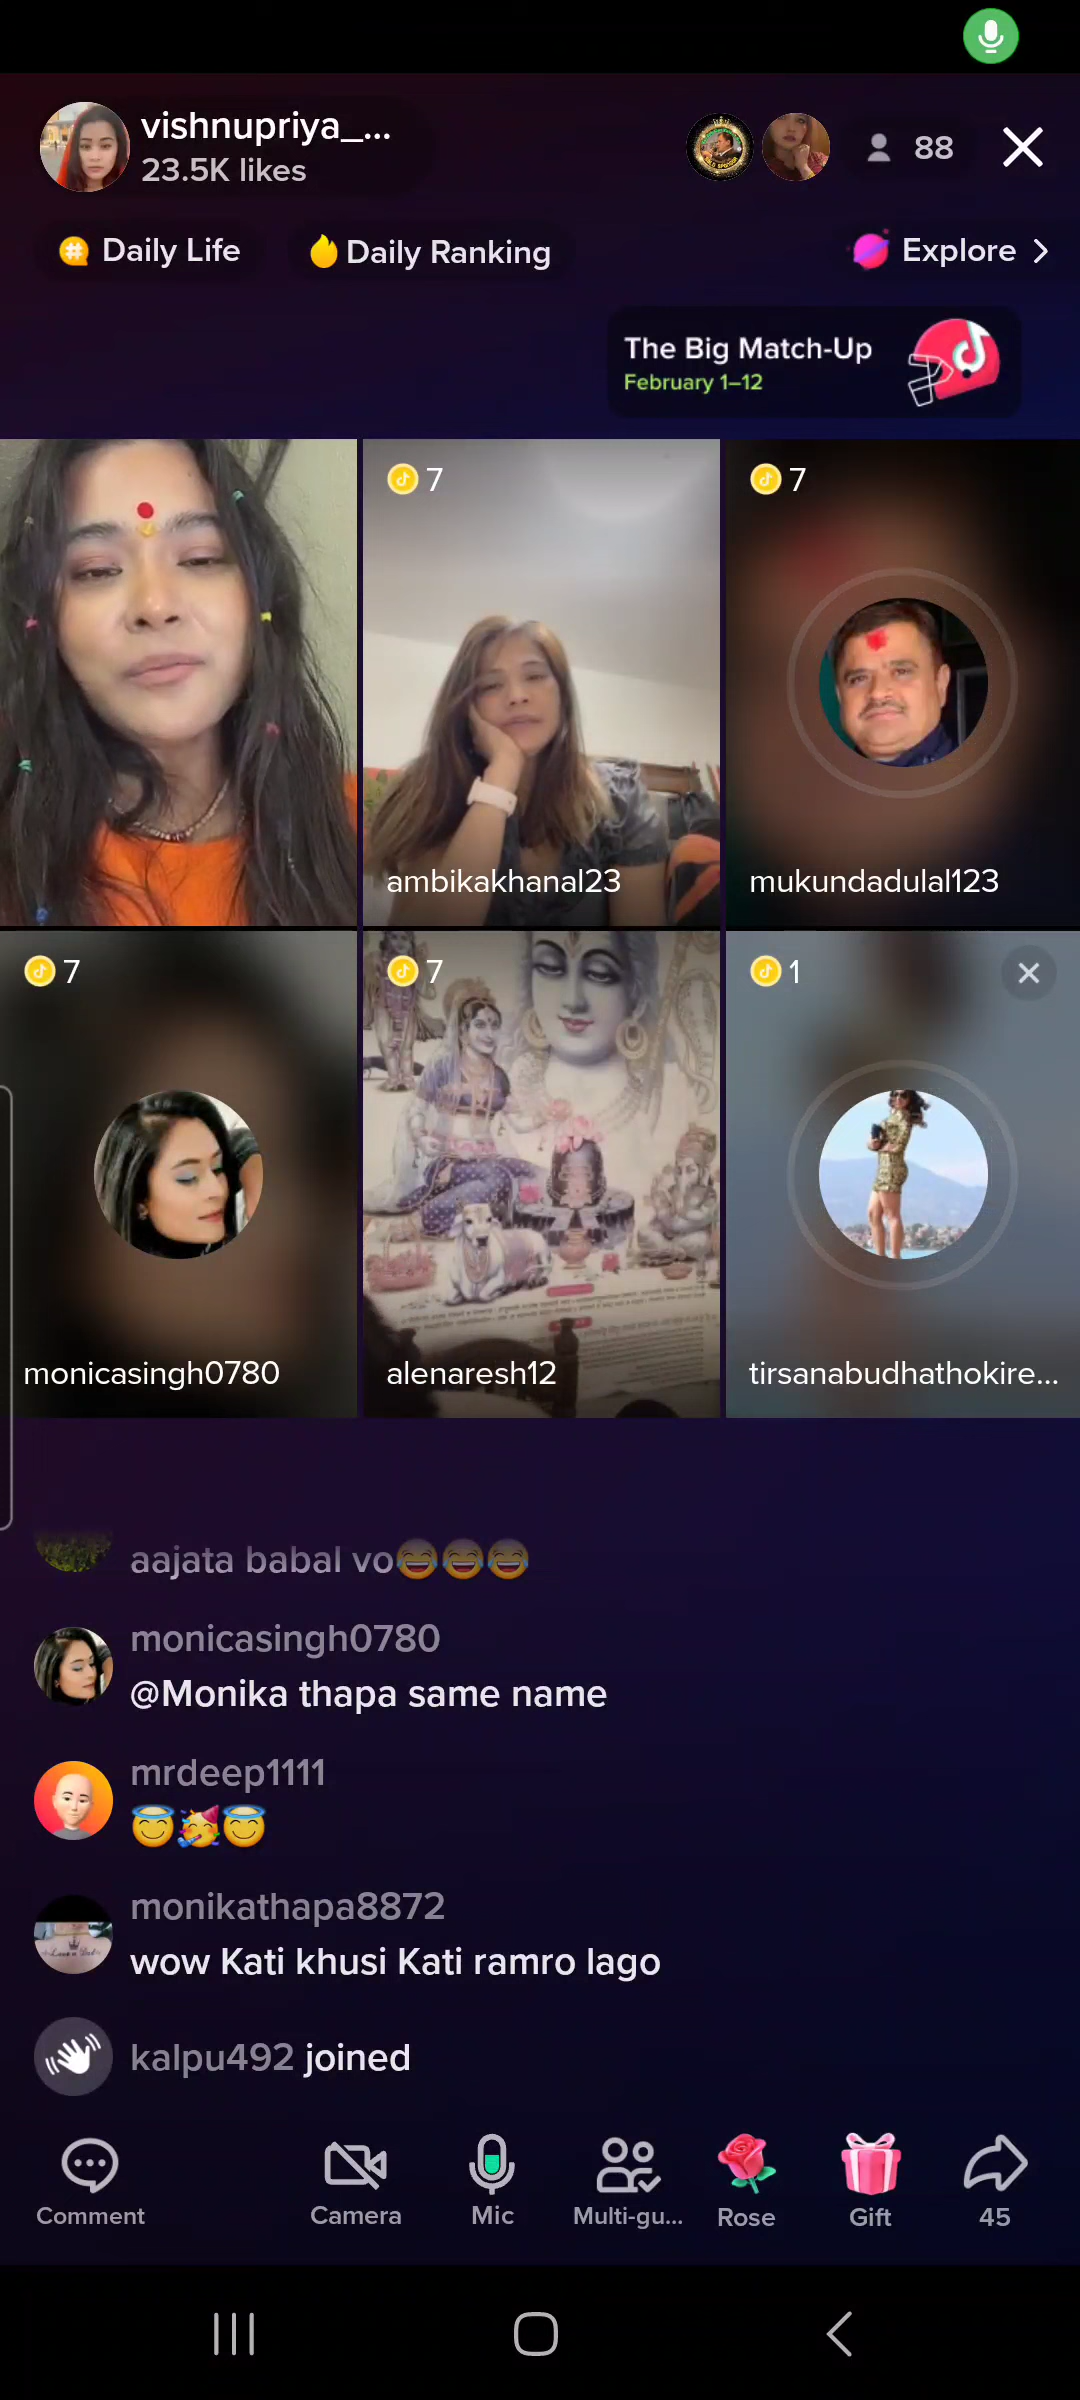 vishnupriya_...
23.5K likes
88
Daily Life
Daily Ranking
Explore
The Big Match-Up
February 1–12
7
ambikakhanal23
7
mukundadulal123
7
monicasingh0780
7
alenaresh12
1
tirsanabudhathokire...
aajata babal vo😂😂😂
monicasingh0780
@Monika thapa same name
mrdeep1111
😇🥳😇
monikathapa8872
wow Kati khusi Kati ramro lago
kalpu492 joined
Comment
Camera
Mic
Multi-gu...
Rose
Gift
45